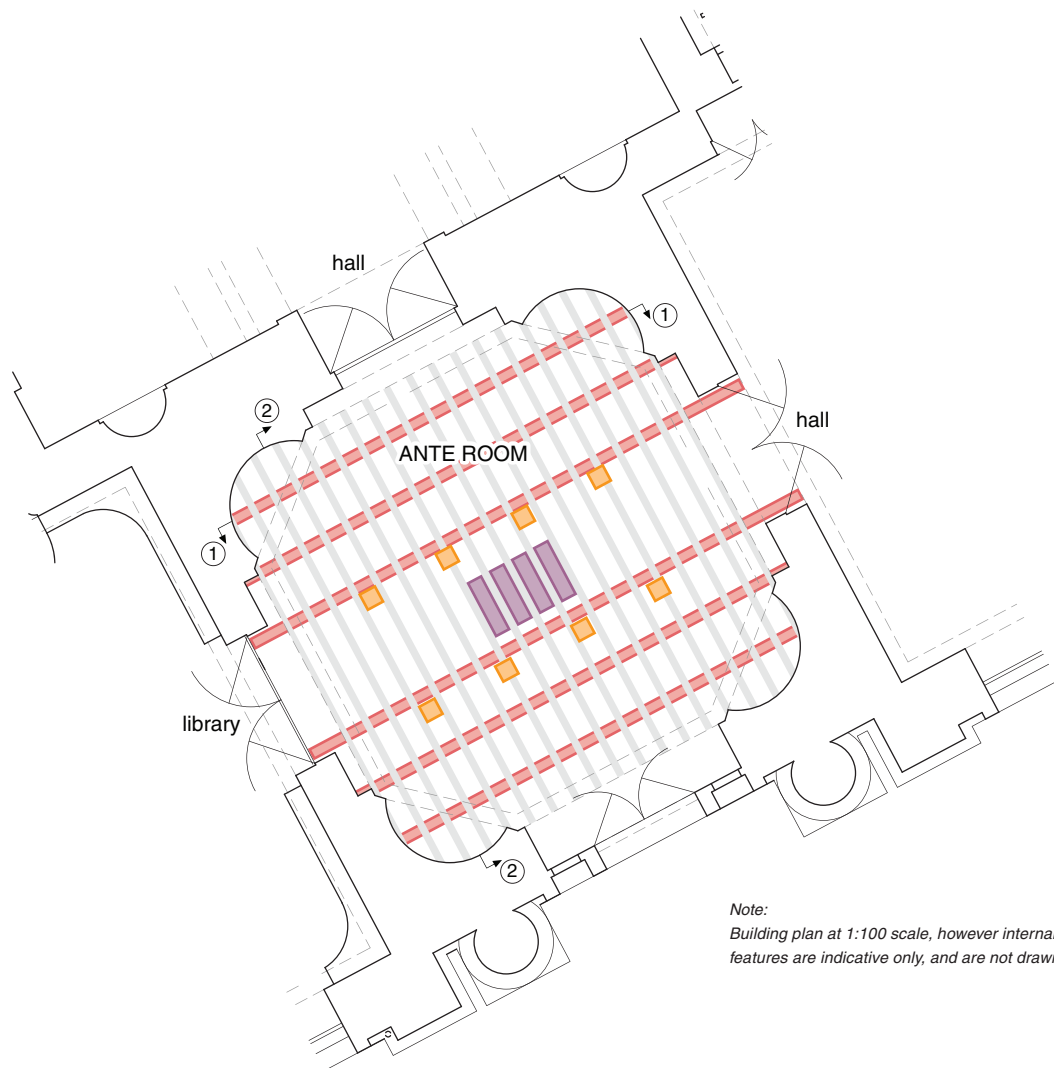 hall
1
2
hall
ANTE ROOM
1
library
2
Note:
Building plan at 1:100 scale, however internal
features are indicative only, and are not drawn